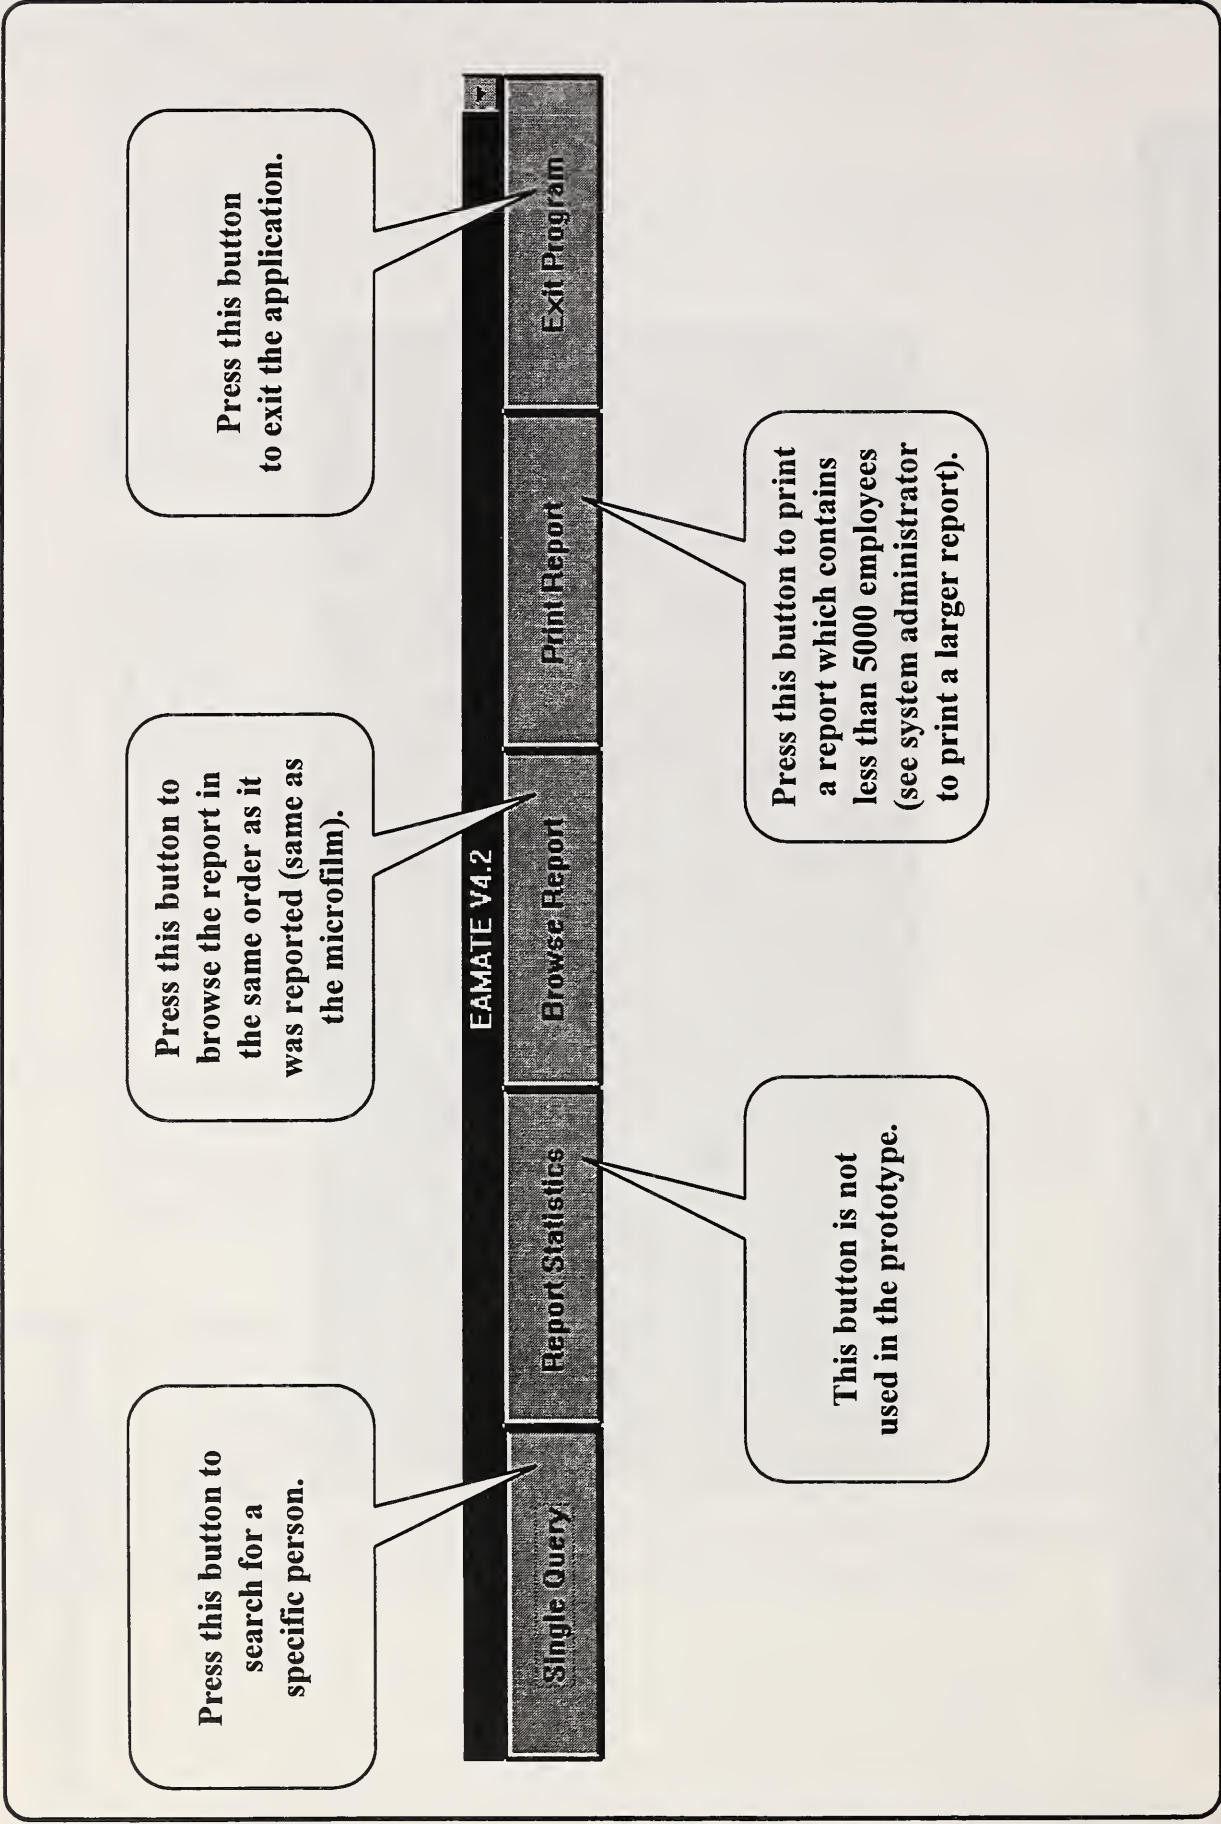 Press this button to
search for a
specific person.
Press this button to
browse the report in
the same order as it
was reported (same as
the microfilm).
Press this button
to exit the application.
EAMATE V4.2
Single Query
Report Statistics
Browse Report
Print Report
Exit Program
This button is not
used in the prototype.
Press this button to print
a report which contains
less than 5000 employees
(see system administrator
to print a larger report).